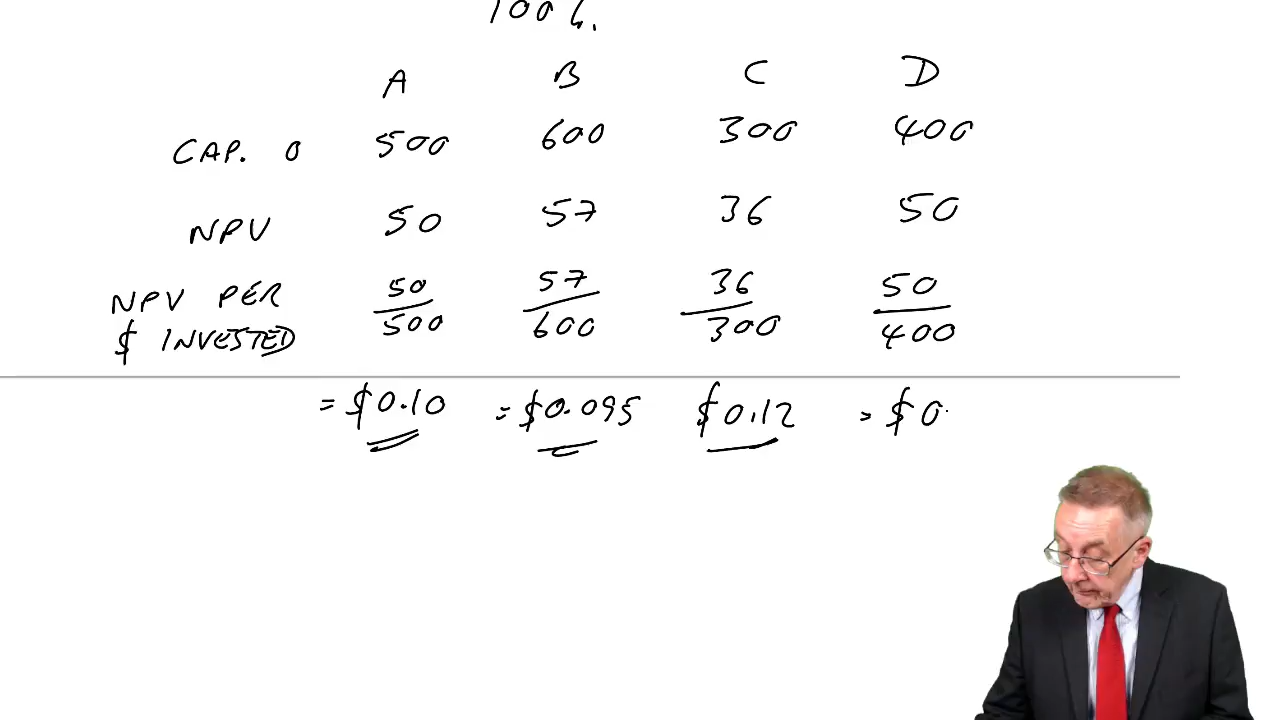 A B C D
CAP. 0 500 600 300 400
NPV 50 57 36 50
NPV PER 50/500 57/600 36/300 50/400
$ INVESTED
= $0.10 = $0.095 $0.12 = $0.